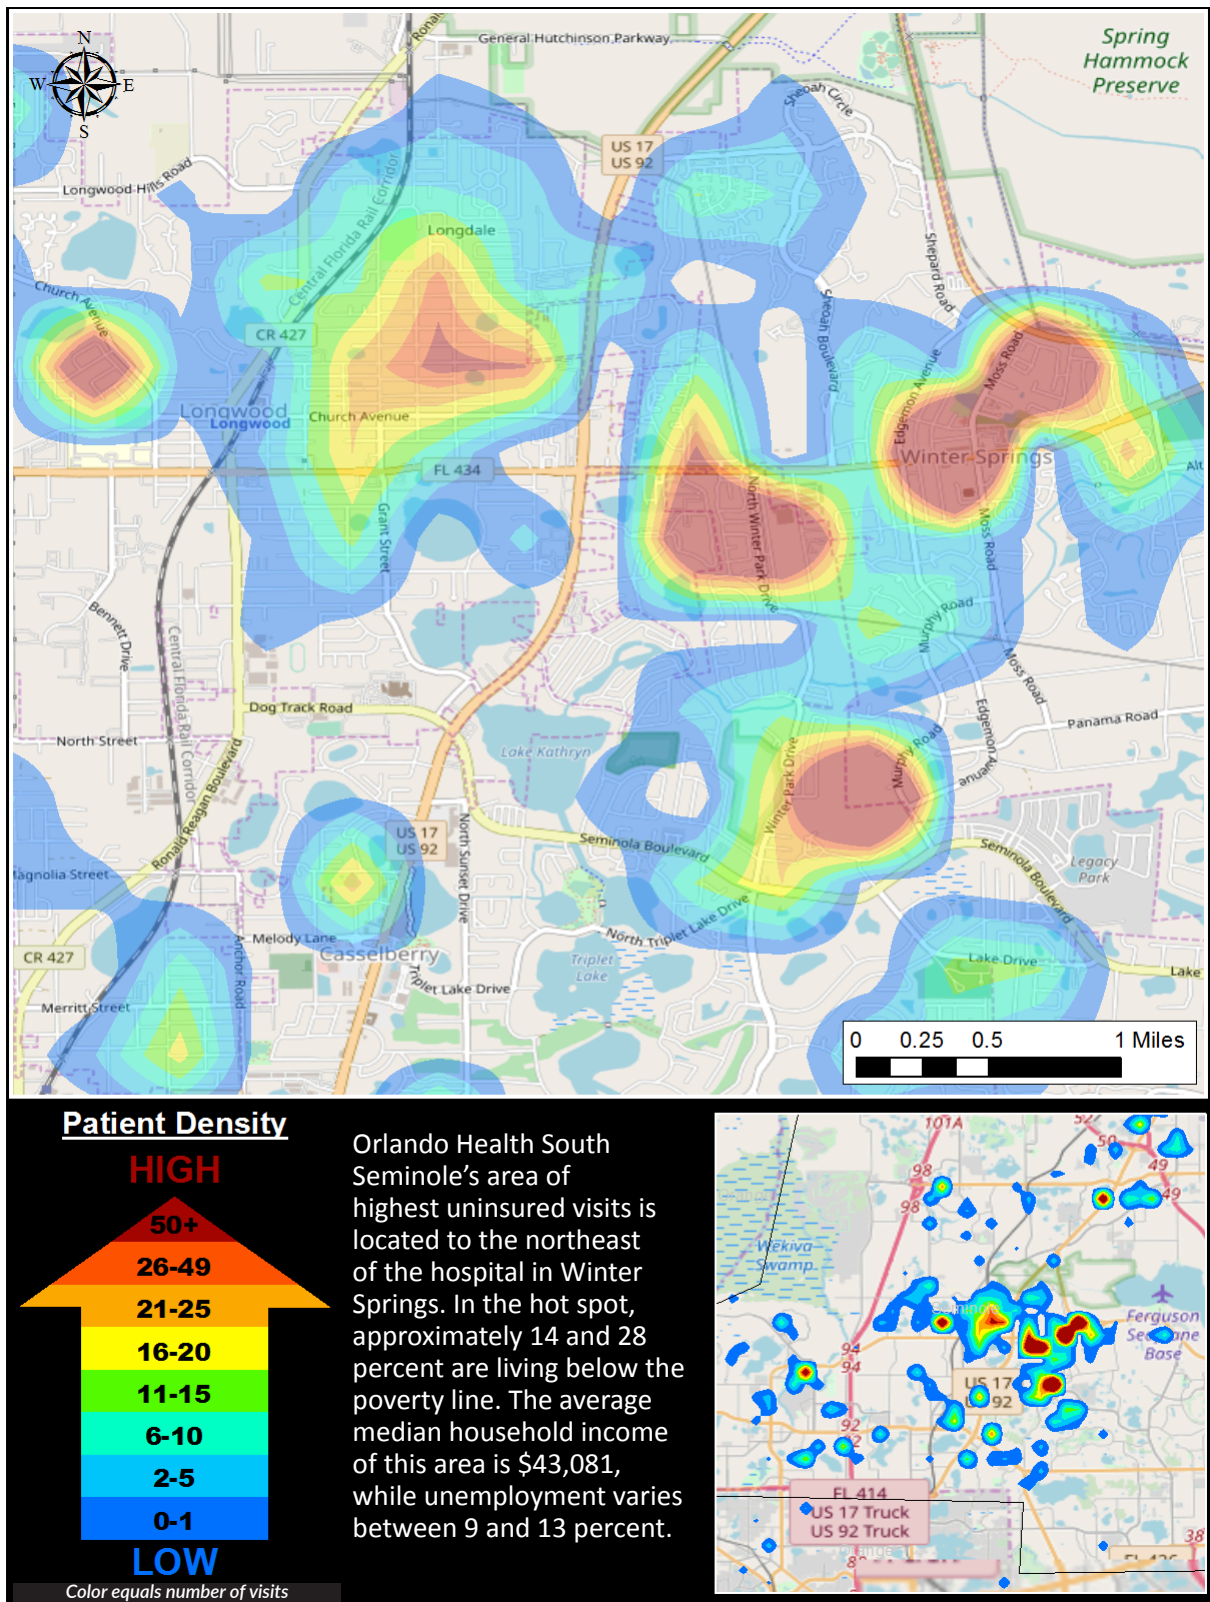 N
W
E
S
Ronald
General Hutchinson Parkway
Spring
Hammock
Preserve
Sheoah Circle
US 17
US 92
Longwood Hills Road
Central Florida Rail Corridor
Longdale
Shepard Road
Church Avenue
CR 427
Sheoah Boulevard
Moss Road
Edgemon Avenue
Longwood
Longwood
Church Avenue
Winter Springs
FL 434
Alt
North Winter Park Drive
Grant Street
Moss Road
Bennett Drive
Murphy Road
Central Florida Rail Corridor
Moss Road
Dog Track Road
Edgemon A
Panama Road
North Street
Lake Kathryn
Murphy Road
anuar
Winter Park Drive
Ronald Reagan Boulevard
US 17
US 92
North Sunset Drive
Seminola Boulevard
Seminola Boulevard
Legacy
Park
Magnolia Street
North Triplet Lake Drive
Melody Lane
Casselberry
CR 427
Anchor Road
Triplet
Lake
Lake Drive
Lake
Triplet Lake Drive
Merritt Street
0 0.25 0.5 1 Miles
Patient Density
HIGH
50+
26-49
21-25
16-20
11-15
6-10
2-5
0-1
LOW
Color equals number of visits
Orlando Health South
Seminole’s area of
highest uninsured visits is
located to the northeast
of the hospital in Winter
Springs. In the hot spot,
approximately 14 and 28
percent are living below the
poverty line. The average
median household income
of this area is $43,081,
while unemployment varies
between 9 and 13 percent.
101A
52
50
98
49
98
49
Wekiva
Swamp
Seminole
Ferguson
Base
94
94
US 17
92
92
FL 414
US 17 Truck
US 92 Truck
38